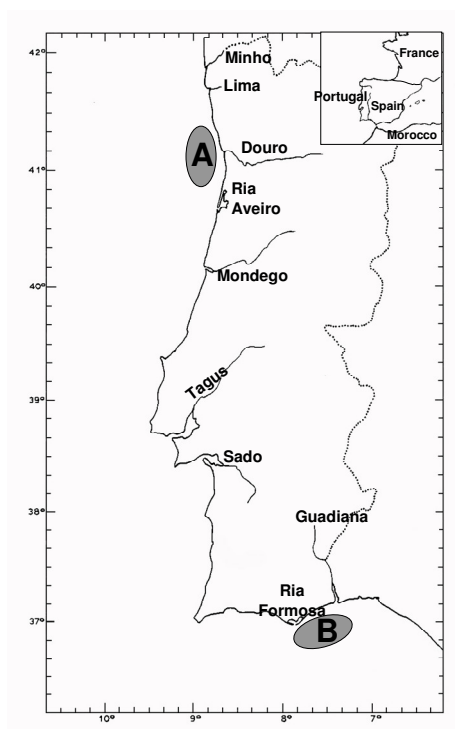 42°
Minho
France
Lima
Portugal
Spain
Morocco
A
Douro
41°
Ria
Aveiro
Mondego
40°
Tagus
39°
Sado
38°
Guadiana
Ria
Formosa
37°
B
10°
9°
8°
7°